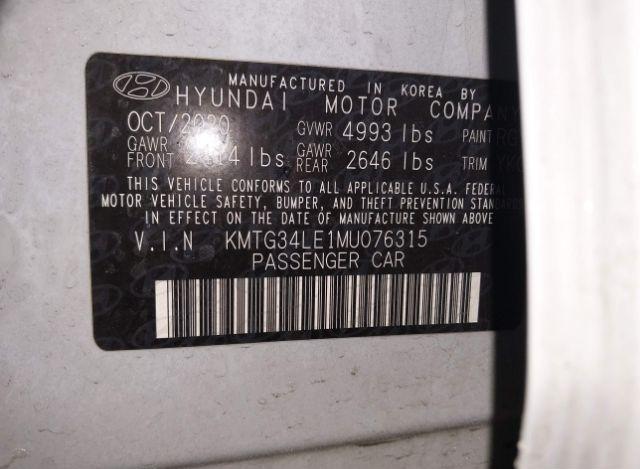 MANUFACTURED IN KOREA BY
HYUNDAI MOTOR COMPANY
OCT/2020 GVWR 4993 lbs PAINT
GAWR FRONT lbs GAWR REAR 2646 lbs TRIM
THIS VEHICLE CONFORMS TO ALL APPLICABLE U.S.A. FEDERAL
MOTOR VEHICLE SAFETY, BUMPER, AND THEFT PREVENTION STANDARDS
IN EFFECT ON THE DATE OF MANUFACTURE SHOWN ABOVE
V.I.N KMTG34LE1MU076315
PASSENGER CAR